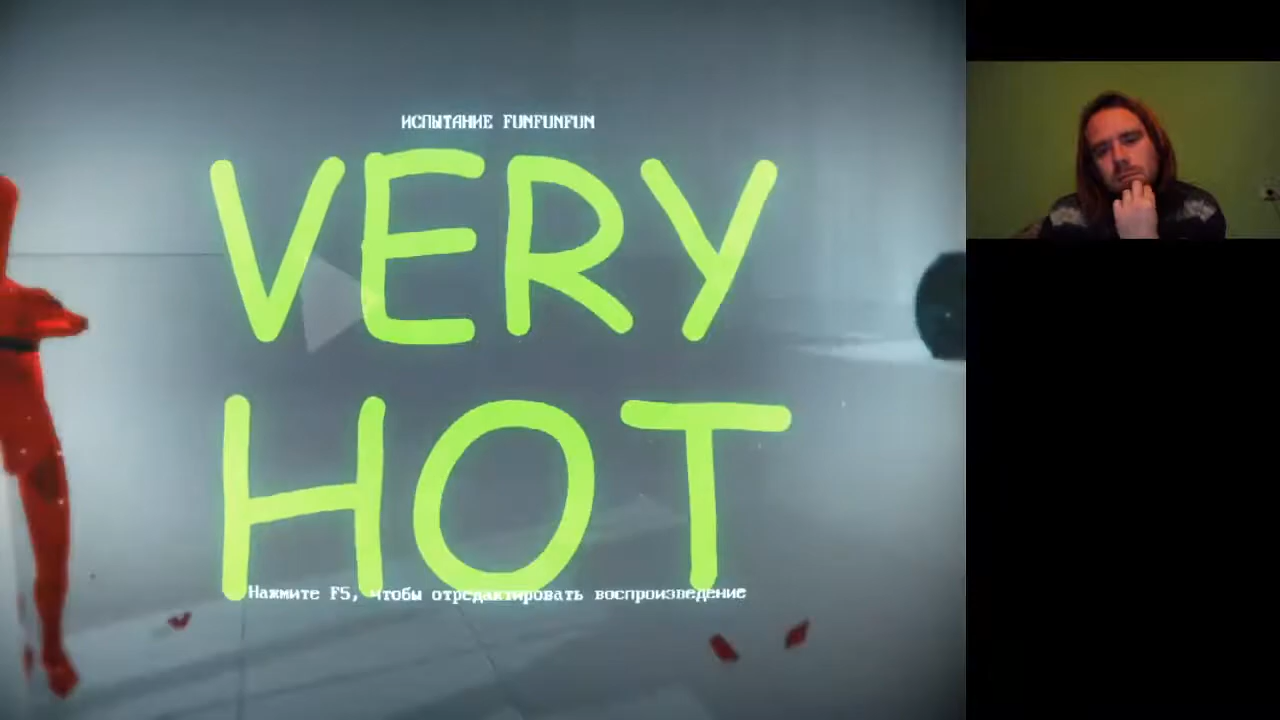 ИСПЫТАНИЕ FUNFUNFUN
VERY
HOT
Нажмите F5, чтобы отредактировать воспроизведение